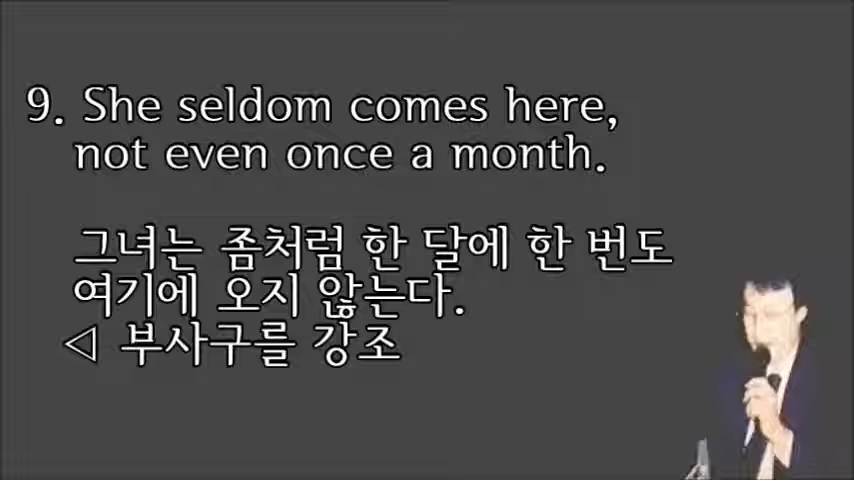 9. She seldom comes here,
not even once a month.
그녀는 좀처럼 한 달에 한 번도
여기에 오지 않는다.
◁ 부사구를 강조